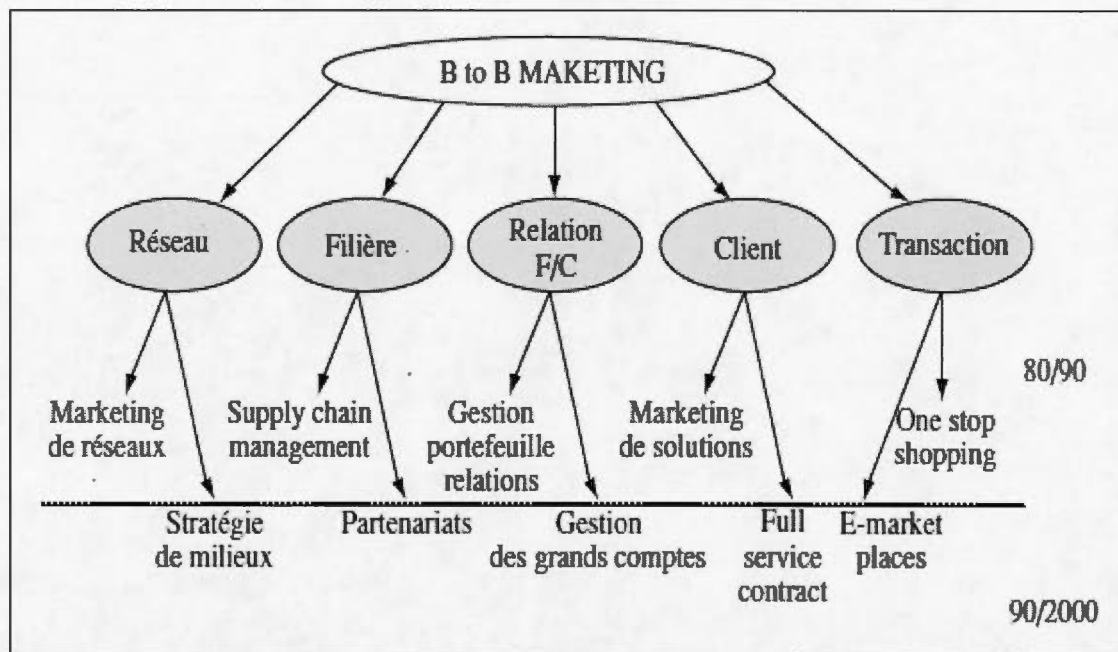 B to B MAKETING
Réseau
Filière
Relation
F/C
Client
Transaction
80/90
Marketing
de réseaux
Supply chain
management
Gestion
portefeuille
relations
Marketing
de solutions
One stop
shopping
Stratégie
de milieux
Partenariats
Gestion
des grands comptes
Full
service
contract
E-market
places
90/2000